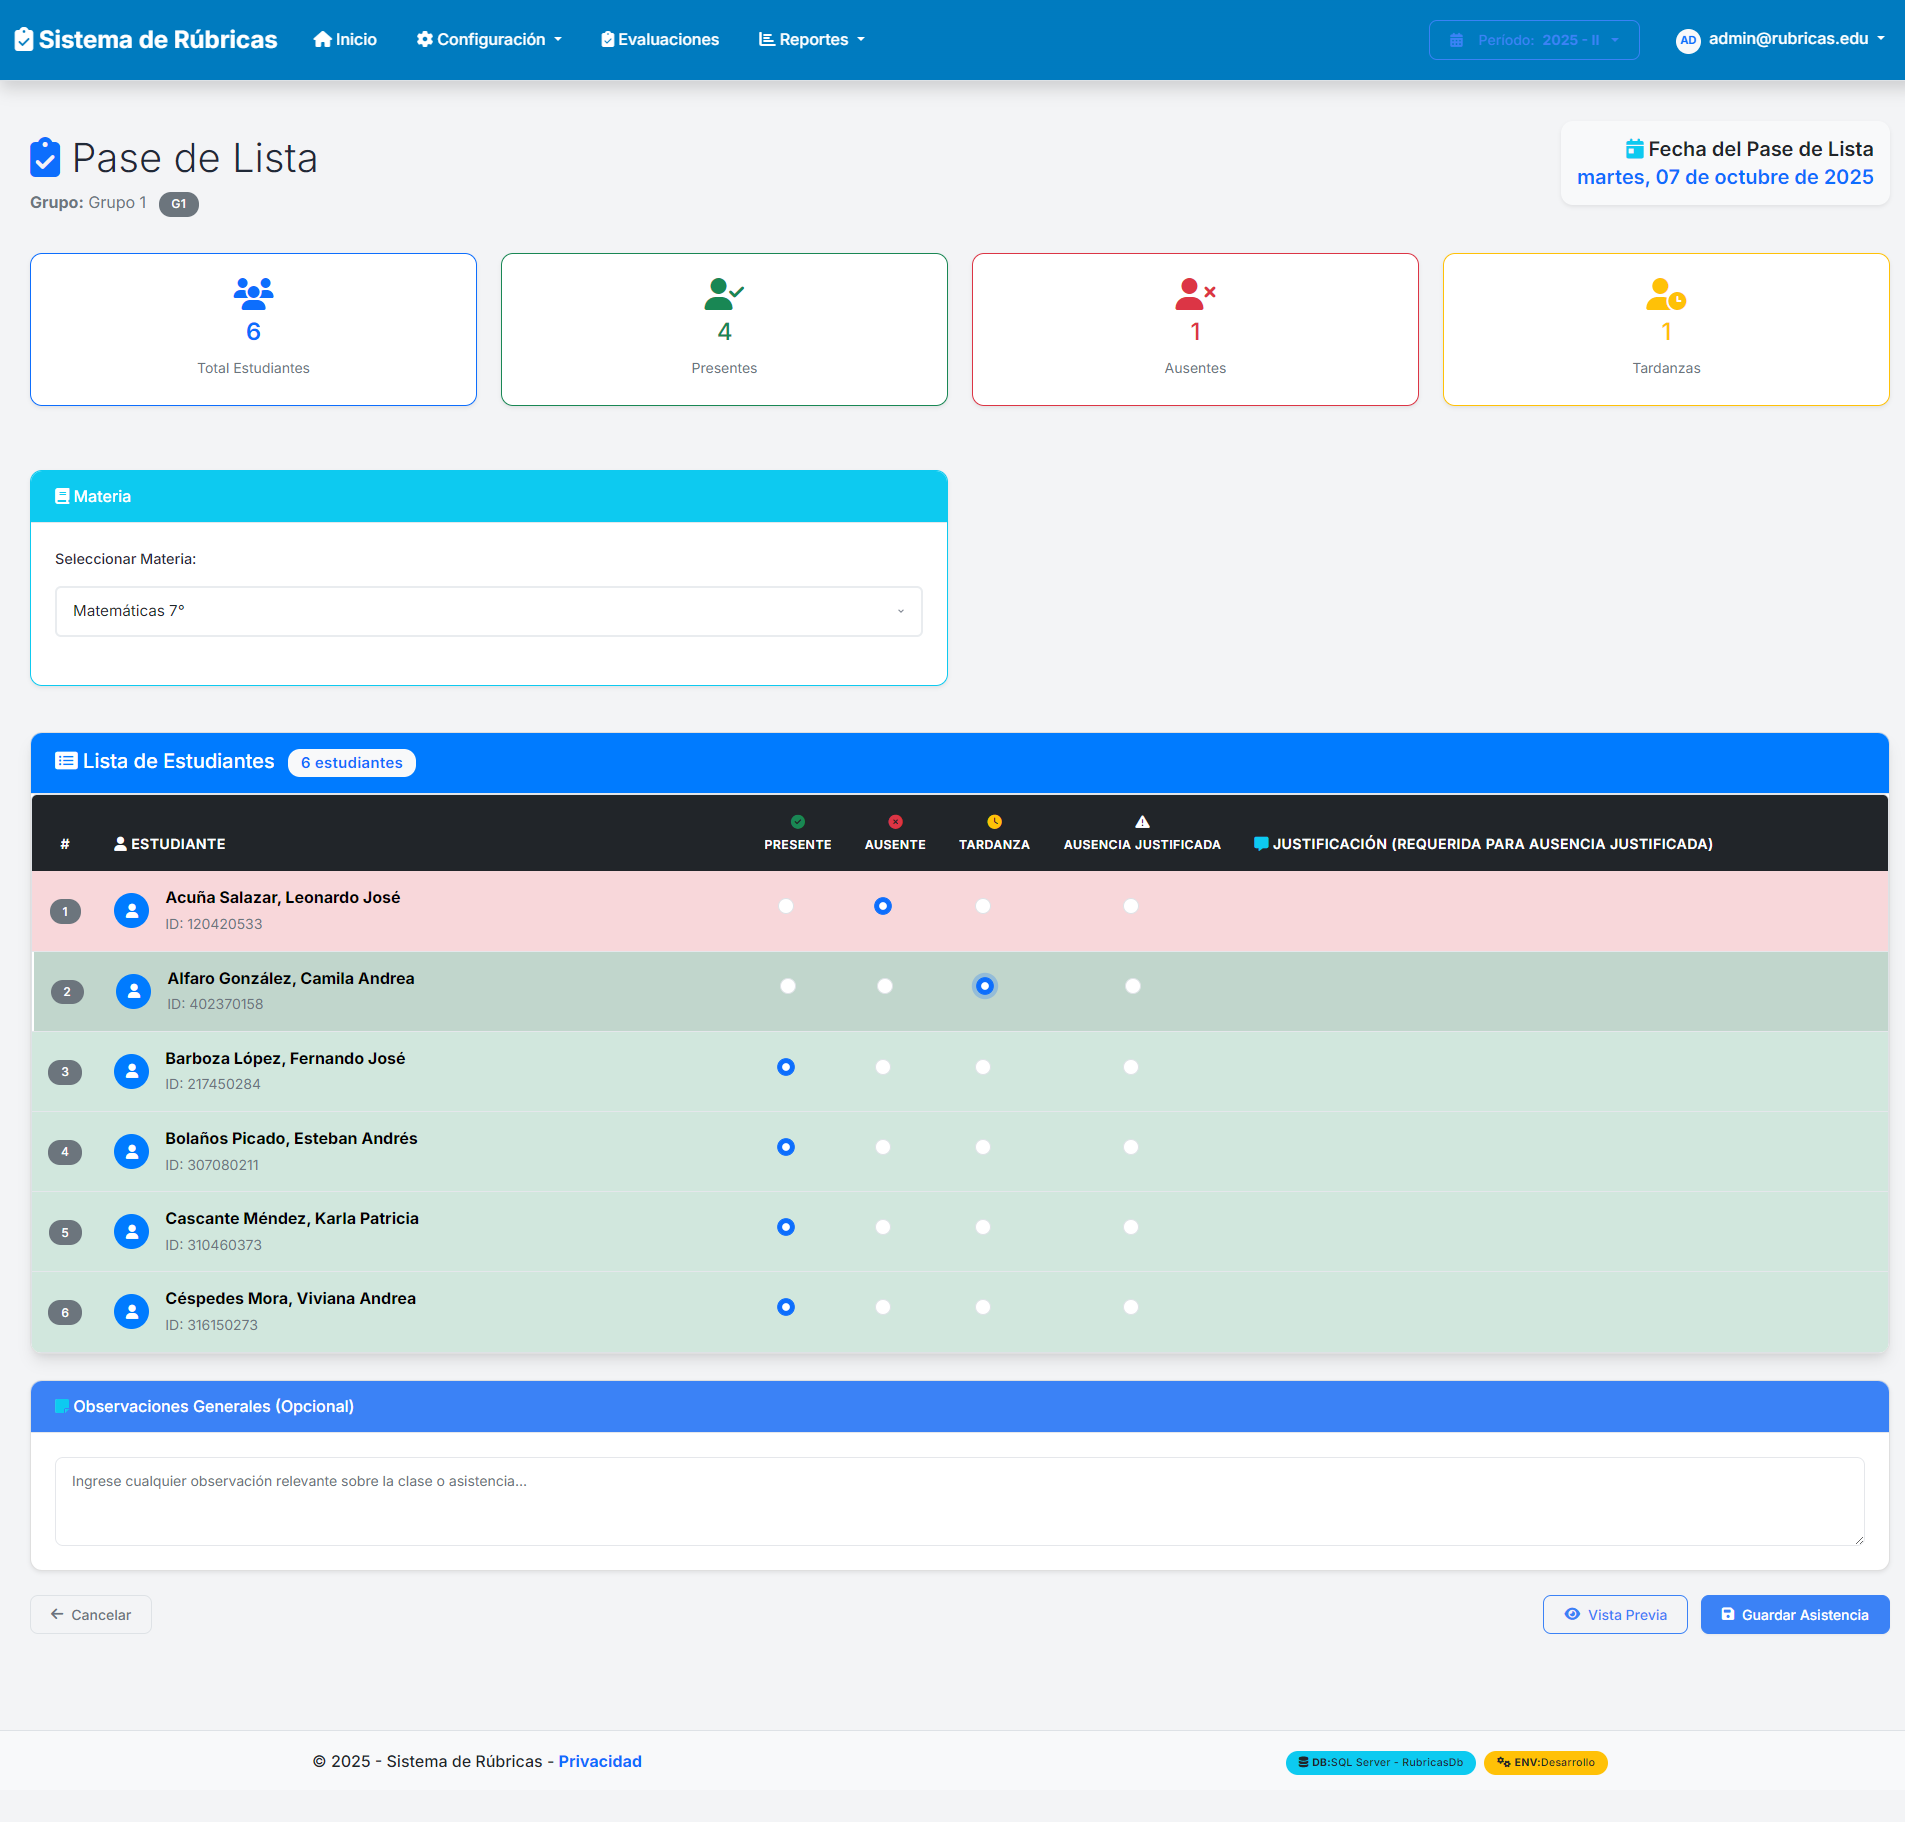 Sistema de Rúbricas
Inicio
Configuración
Evaluaciones
Reportes
Período: 2025 - II
AD
admin@rubricas.edu
Pase de Lista
Grupo: Grupo 1 G1
Fecha del Pase de Lista
martes, 07 de octubre de 2025
6
Total Estudiantes
4
Presentes
1
Ausentes
1
Tardanzas
Materia
Seleccionar Materia:
Matemáticas 7°
Lista de Estudiantes 6 estudiantes
# ESTUDIANTE PRESENTE AUSENTE TARDANZA AUSENCIA JUSTIFICADA JUSTIFICACIÓN (REQUERIDA PARA AUSENCIA JUSTIFICADA)
1 Acuña Salazar, Leonardo José
ID: 120420533
2 Alfaro González, Camila Andrea
ID: 402370158
3 Barboza López, Fernando José
ID: 217450284
4 Bolaños Picado, Esteban Andrés
ID: 307080211
5 Cascante Méndez, Karla Patricia
ID: 310460373
6 Céspedes Mora, Viviana Andrea
ID: 316150273
Observaciones Generales (Opcional)
Ingrese cualquier observación relevante sobre la clase o asistencia...
Cancelar
Vista Previa
Guardar Asistencia
© 2025 - Sistema de Rúbricas - Privacidad
DB:SQL Server - RubricasDb
ENV:Desarrollo